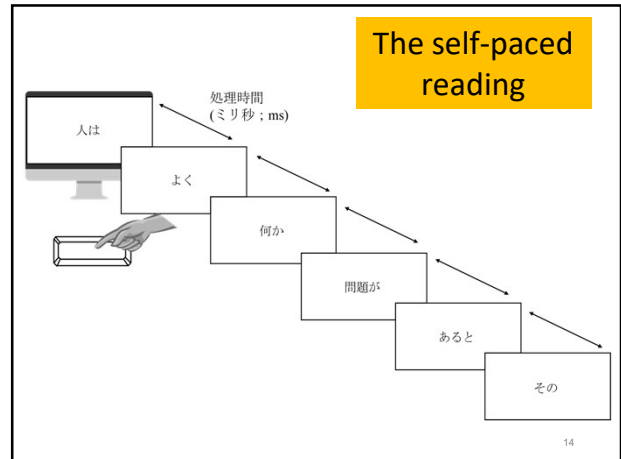 The self-paced
reading
処理時間
(ミリ秒；ms)
人は
よく
何か
問題が
あると
その
14